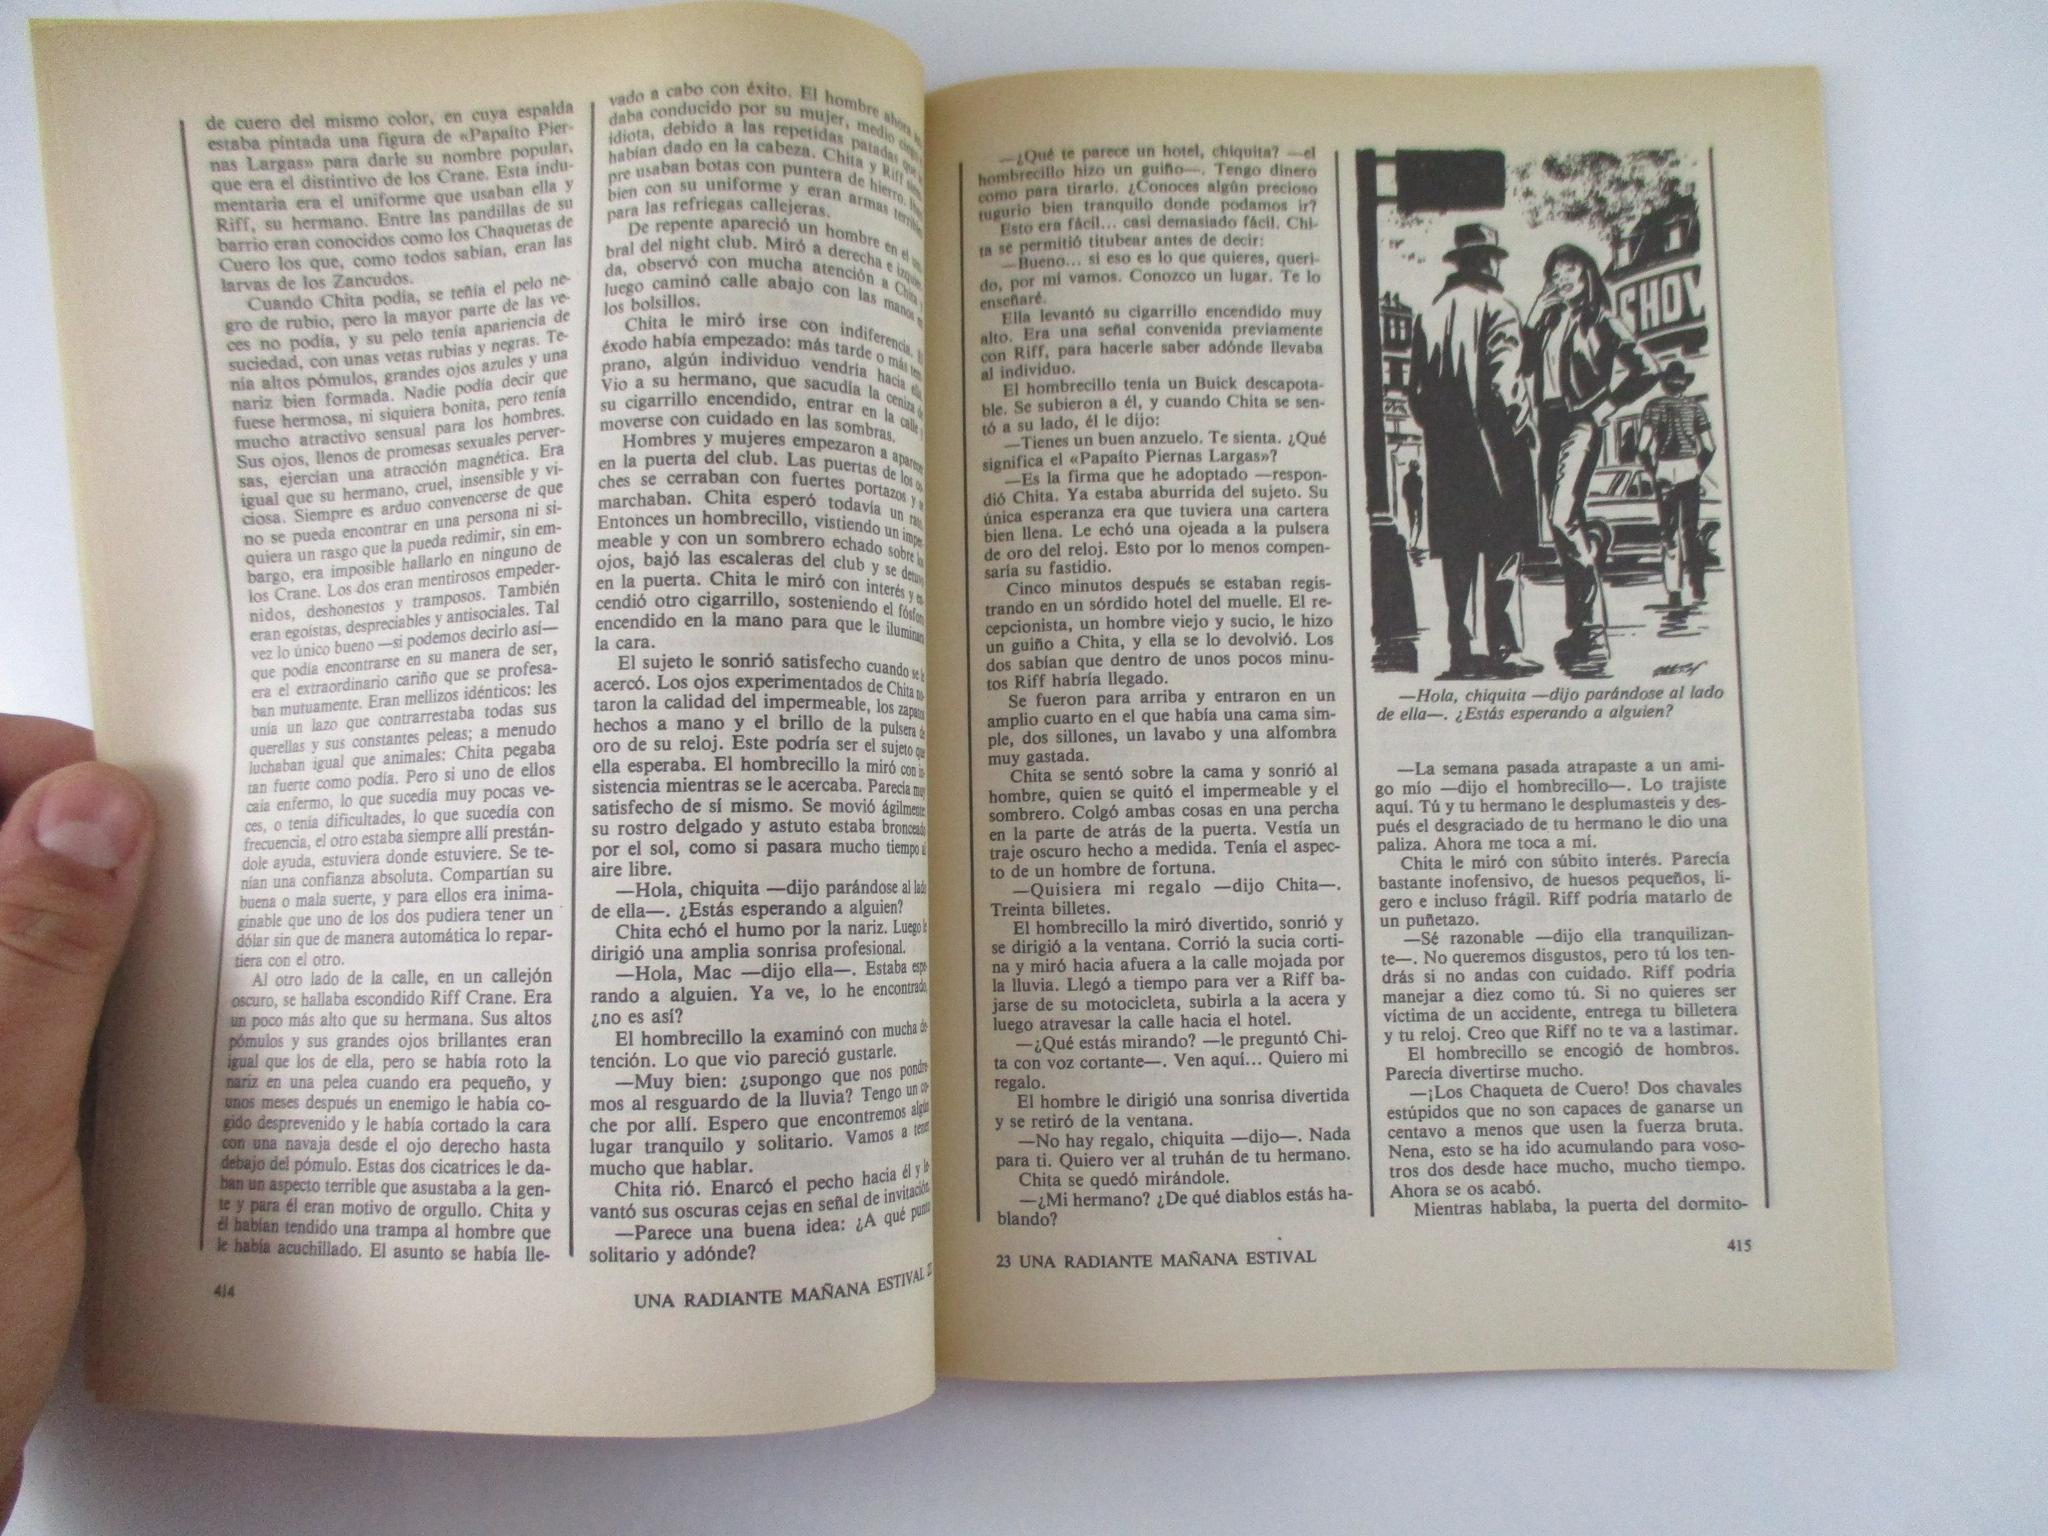 de cuero del mismo color, en cuya espalda
estaba pintada una figura de «Papaíto Pier-
nas Largas» para darle su nombre popular,
que era el distintivo de los Crane. Esta indu-
mentaria era el uniforme que usaban ella y
Riff, su hermano. Entre las pandillas de su
barrio eran conocidos como los Chaquetas de
Cuero los que, como todos sabían, eran las
larvas de los Zancudos.
Cuando Chita podía, se teñía el pelo ne-
gro de rubio, pero la mayor parte de las ve-
ces no podía, y su pelo tenía apariencia de
suciedad, con unas vetas rubias y negras. Te-
nía altos pómulos, grandes ojos azules y una
nariz bien formada. Nadie podía decir que
fuese hermosa, ni siquiera bonita, pero tenía
mucho atractivo sensual para los hombres.
Sus ojos, llenos de promesas sexuales perver-
sas, ejercían una atracción magnética. Era
igual que su hermano, cruel, insensible y vi-
ciosa. Siempre es arduo convencerse de que
no se pueda encontrar en una persona ni si-
quiera un rasgo que la pueda redimir, sin em-
bargo, era imposible hallarlo en ninguno de
los Crane. Los dos eran mentirosos empeder-
nidos, deshonestos y tramposos. También
eran egoístas, despreciables y antisociales. Tal
vez lo único bueno —si podemos decirlo así—
que podía encontrarse en su manera de ser,
era el extraordinario cariño que se profesa-
ban mutuamente. Eran mellizos idénticos: les
unía un lazo que contrarrestaba todas sus
querellas y sus constantes peleas; a menudo
luchaban igual que animales: Chita pegaba
tan fuerte como podía. Pero si uno de ellos
caía enfermo, lo que sucedía muy pocas ve-
ces, o tenía dificultades, lo que sucedía con
frecuencia, el otro estaba siempre allí prestán-
dole ayuda, estuviera donde estuviere. Se te-
nían una confianza absoluta. Compartían su
buena o mala suerte, y para ellos era inima-
ginable que uno de los dos pudiera tener un
dólar sin que de manera automática lo repar-
tiera con el otro.
Al otro lado de la calle, en un callejón
oscuro, se hallaba escondido Riff Crane. Era
un poco más alto que su hermana. Sus altos
pómulos y sus grandes ojos brillantes eran
igual que los de ella, pero se había roto la
nariz en una pelea cuando era pequeño, y
unos meses después un enemigo le había co-
gido desprevenido y le había cortado la cara
con una navaja desde el ojo derecho hasta
debajo del pómulo. Estas dos cicatrices le da-
ban un aspecto terrible que asustaba a la gen-
te y para él eran motivo de orgullo. Chita y
él habían tendido una trampa al hombre que
le había acuchillado. El asunto se había lle-
414
vado a cabo con éxito. El hombre ahora
daba conducido por su mujer, medio
idiota, debido a las repetidas patadas que
habían dado en la cabeza. Chita y Riff
pre usaban botas con puntera de hierro.
bien con su uniforme y eran armas terribles
para las refriegas callejeras.
De repente apareció un hombre en el um-
bral del night club. Miró a derecha e
da, observó con mucha atención a Chita
luego caminó calle abajo con las manos en
los bolsillos.
Chita le miró irse con indiferencia. El
éxodo había empezado: más tarde o más
prano, algún individuo vendría hacia ella.
Vio a su hermano, que sacudía la ceniza de
su cigarrillo encendido, entrar en la calle y
moverse con cuidado en las sombras.
Hombres y mujeres empezaron a aparecer
en la puerta del club. Las puertas de los co-
ches se cerraban con fuertes portazos y se
marchaban. Chita esperó todavía un rato.
Entonces un hombrecillo, vistiendo un imper-
meable y con un sombrero echado sobre los
ojos, bajó las escaleras del club y se detuvo
en la puerta. Chita le miró con interés y en-
cendió otro cigarrillo, sosteniendo el fósforo
encendido en la mano para que le iluminara
la cara.
El sujeto le sonrió satisfecho cuando se le
acercó. Los ojos experimentados de Chita no-
taron la calidad del impermeable, los zapatos
hechos a mano y el brillo de la pulsera de
oro de su reloj. Este podría ser el sujeto que
ella esperaba. El hombrecillo la miró con in-
sistencia mientras se le acercaba. Parecía muy
satisfecho de sí mismo. Se movió ágilmente;
su rostro delgado y astuto estaba bronceado
por el sol, como si pasara mucho tiempo al
aire libre.
—Hola, chiquita —dijo parándose al lado
de ella—. ¿Estás esperando a alguien?
Chita echó el humo por la nariz. Luego le
dirigió una amplia sonrisa profesional.
—Hola, Mac —dijo ella—. Estaba espe-
rando a alguien. Ya ve, lo he encontrado,
¿no es así?
El hombrecillo la examinó con mucha de-
tención. Lo que vio pareció gustarle.
—Muy bien: ¿supongo que nos pondre-
mos al resguardo de la lluvia? Tengo un co-
che por allí. Espero que encontremos algún
lugar tranquilo y solitario. Vamos a tener
mucho que hablar.
Chita rió. Enarcó el pecho hacia él y le-
vantó sus oscuras cejas en señal de invitación.
—Parece una buena idea: ¿A qué punto
solitario y adónde?
UNA RADIANTE MAÑANA ESTIVAL
—¿Qué te parece un hotel, chiquita? —el
hombrecillo hizo un guiño—. Tengo dinero
como para tirarlo. ¿Conoces algún precioso
tugurio bien tranquilo donde podamos ir?
Esto era fácil... casi demasiado fácil. Chi-
ta se permitió titubear antes de decir:
—Bueno... si eso es lo que quieres, queri-
do, por mí vamos. Conozco un lugar. Te lo
enseñaré.
Ella levantó su cigarrillo encendido muy
alto. Era una señal convenida previamente
con Riff, para hacerle saber adónde llevaba
al individuo.
El hombrecillo tenía un Buick descapota-
ble. Se subieron a él, y cuando Chita se sen-
tó a su lado, él le dijo:
—Tienes un buen anzuelo. Te sienta. ¿Qué
significa el «Papaíto Piernas Largas»?
—Es la firma que he adoptado —respon-
dió Chita. Ya estaba aburrida del sujeto. Su
única esperanza era que tuviera una cartera
bien llena. Le echó una ojeada a la pulsera
de oro del reloj. Esto por lo menos compen-
saría su fastidio.
Cinco minutos después se estaban regis-
trando en un sórdido hotel del muelle. El re-
cepcionista, un hombre viejo y sucio, le hizo
un guiño a Chita, y ella se lo devolvió. Los
dos sabían que dentro de unos pocos minu-
tos Riff habría llegado.
Se fueron para arriba y entraron en un
amplio cuarto en el que había una cama sim-
ple, dos sillones, un lavabo y una alfombra
muy gastada.
Chita se sentó sobre la cama y sonrió al
hombre, quien se quitó el impermeable y el
sombrero. Colgó ambas cosas en una percha
en la parte de atrás de la puerta. Vestía un
traje oscuro hecho a medida. Tenía el aspec-
to de un hombre de fortuna.
—Quisiera mi regalo —dijo Chita—.
Treinta billetes.
El hombrecillo la miró divertido, sonrió y
se dirigió a la ventana. Corrió la sucia corti-
na y miró hacia afuera a la calle mojada por
la lluvia. Llegó a tiempo para ver a Riff ba-
jarse de su motocicleta, subirla a la acera y
luego atravesar la calle hacia el hotel.
—¿Qué estás mirando? —le preguntó Chi-
ta con voz cortante—. Ven aquí... Quiero mi
regalo.
El hombre le dirigió una sonrisa divertida
y se retiró de la ventana.
—No hay regalo, chiquita —dijo—. Nada
para ti. Quiero ver al truhán de tu hermano.
Chita se quedó mirándole.
—¿Mi hermano? ¿De qué diablos estás ha-
blando?
23 UNA RADIANTE MAÑANA ESTIVAL
SHOW
—Hola, chiquita —dijo parándose al lado
de ella—. ¿Estás esperando a alguien?
—La semana pasada atrapaste a un ami-
go mío —dijo el hombrecillo—. Lo trajiste
aquí. Tú y tu hermano le desplumasteis y des-
pués el desgraciado de tu hermano le dio una
paliza. Ahora me toca a mí.
Chita le miró con súbito interés. Parecía
bastante inofensivo, de huesos pequeños, li-
gero e incluso frágil. Riff podría matarlo de
un puñetazo.
—Sé razonable —dijo ella tranquilizan-
te—. No queremos disgustos, pero tú los ten-
drás si no andas con cuidado. Riff podría
manejar a diez como tú. Si no quieres ser
víctima de un accidente, entrega tu billetera
y tu reloj. Creo que Riff no te va a lastimar.
El hombrecillo se encogió de hombros.
Parecía divertirse mucho.
—¡Los Chaqueta de Cuero! Dos chavales
estúpidos que no son capaces de ganarse un
centavo a menos que usen la fuerza bruta.
Nena, esto se ha ido acumulando para voso-
tros dos desde hace mucho, mucho tiempo.
Ahora se os acabó.
Mientras hablaba, la puerta del dormito-
415